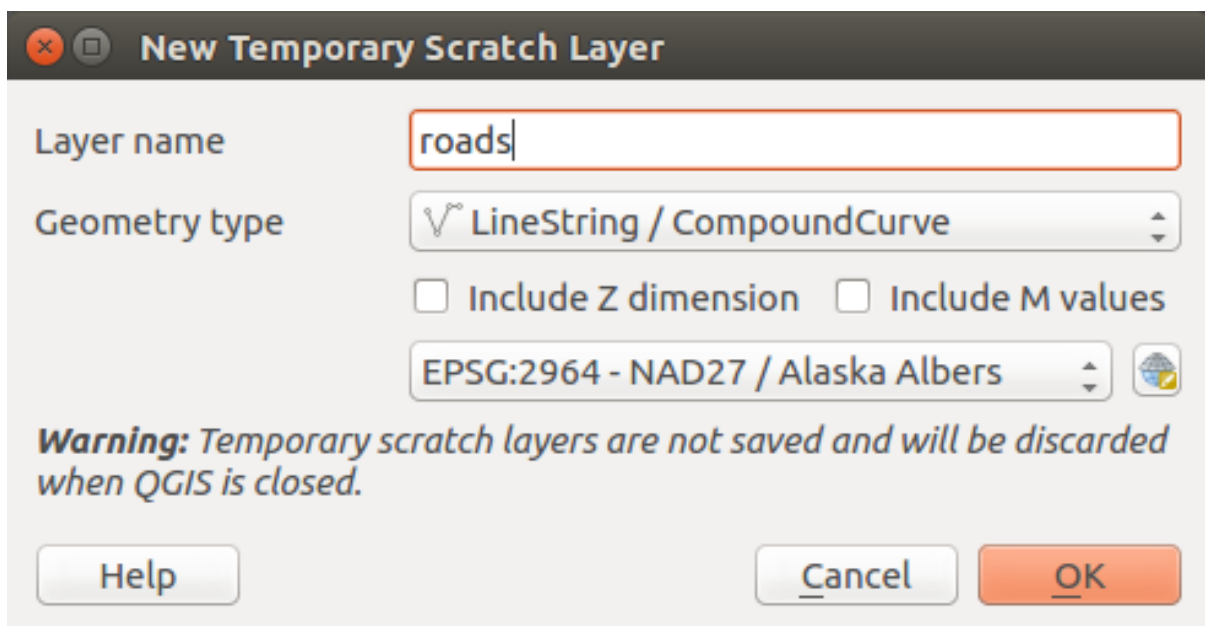 New Temporary Scratch Layer
Layer name
roads
Geometry type
LineString / CompoundCurve
Include Z dimension Include M values
EPSG:2964 - NAD27 / Alaska Albers
Warning: Temporary scratch layers are not saved and will be discarded
when QGIS is closed.
Help Cancel OK